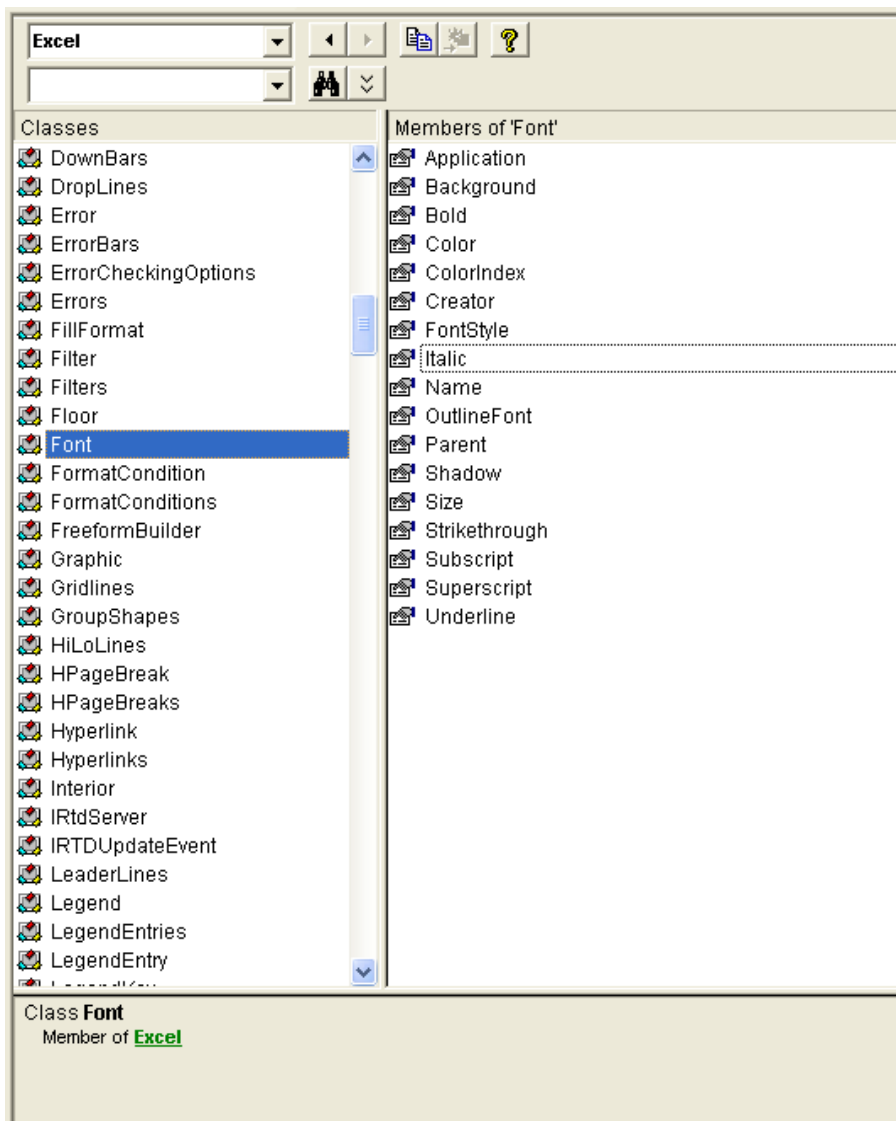 Excel
Classes
DownBars
DropLines
Error
ErrorBars
ErrorCheckingOptions
Errors
FillFormat
Filter
Filters
Floor
Font
FormatCondition
FormatConditions
FreeformBuilder
Graphic
Gridlines
GroupShapes
HiLoLines
HPageBreak
HPageBreaks
Hyperlink
Hyperlinks
Interior
IRtdServer
IRTDUpdateEvent
LeaderLines
Legend
LegendEntries
LegendEntry
Members of 'Font'
Application
Background
Bold
Color
ColorIndex
Creator
FontStyle
Italic
Name
OutlineFont
Parent
Shadow
Size
Strikethrough
Subscript
Superscript
Underline
Class Font
Member of Excel